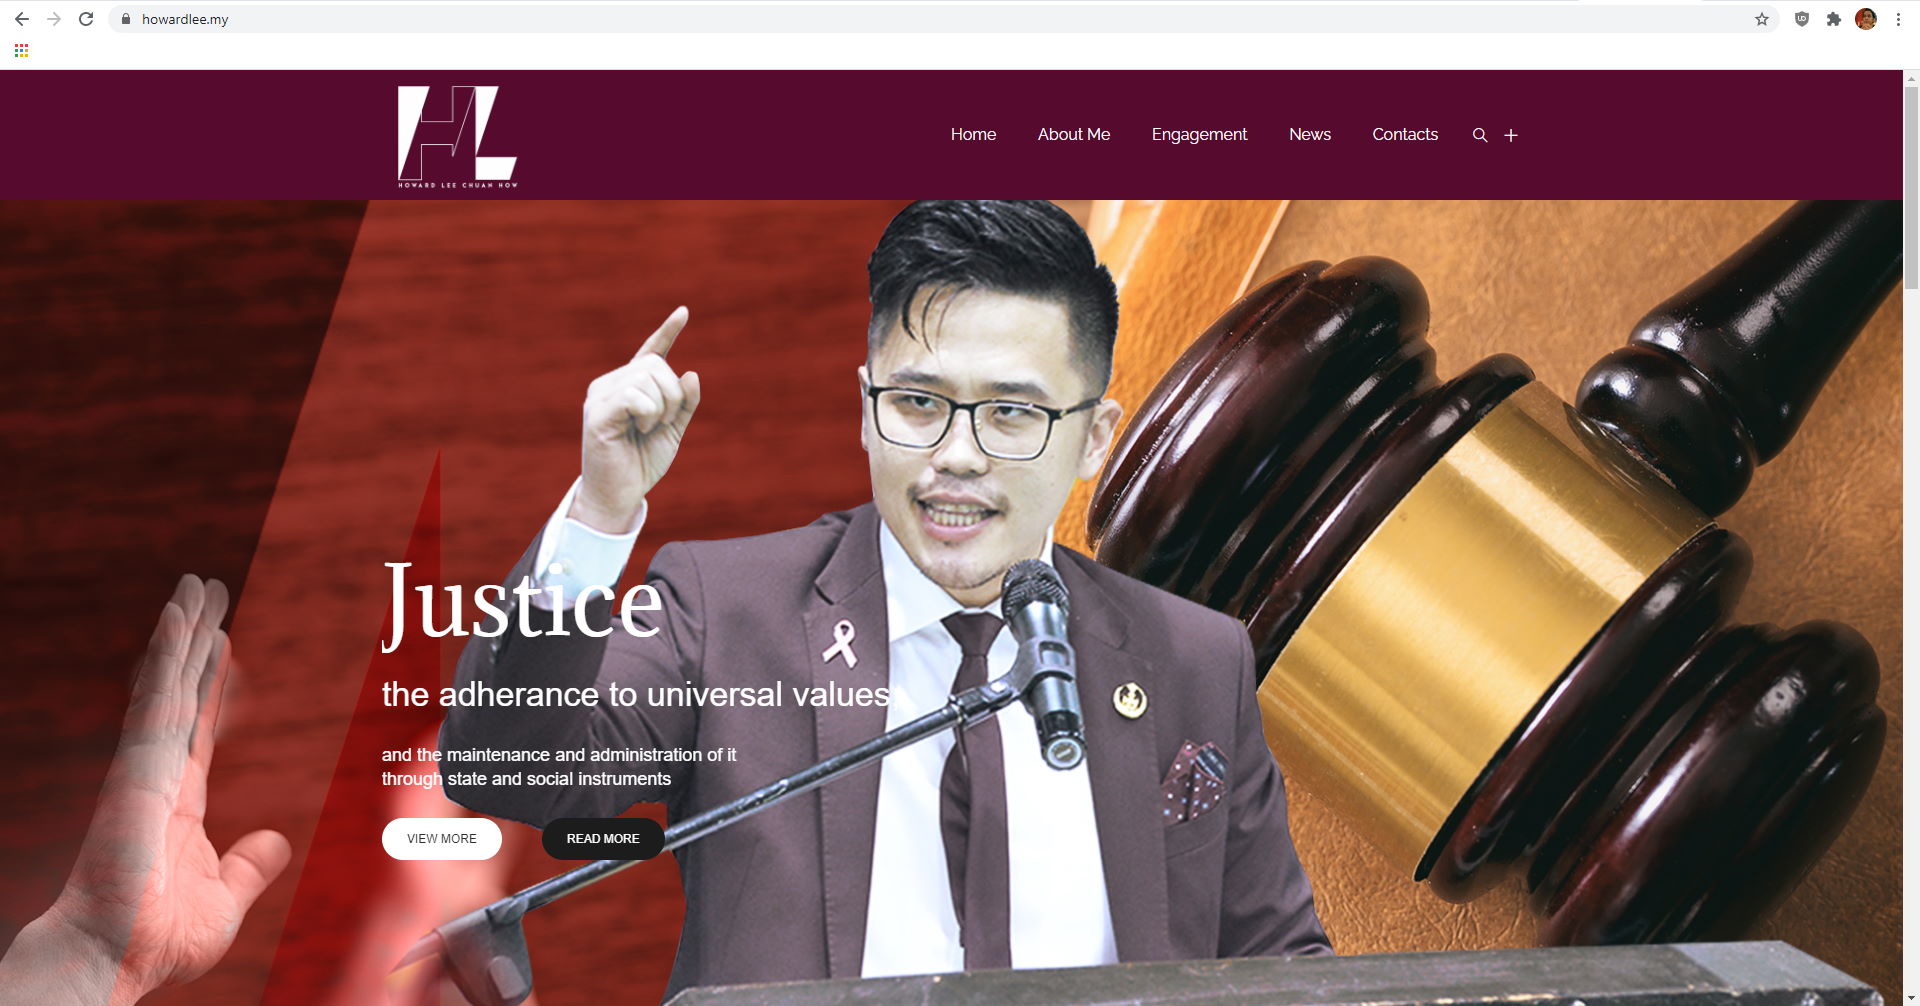 howardlee.my
HL
HOWARD LEE CHUAN HOW
Home
About Me
Engagement
News
Contacts
Justice
the adherance to universal values,
and the maintenance and administration of it
through state and social instruments
VIEW MORE
READ MORE